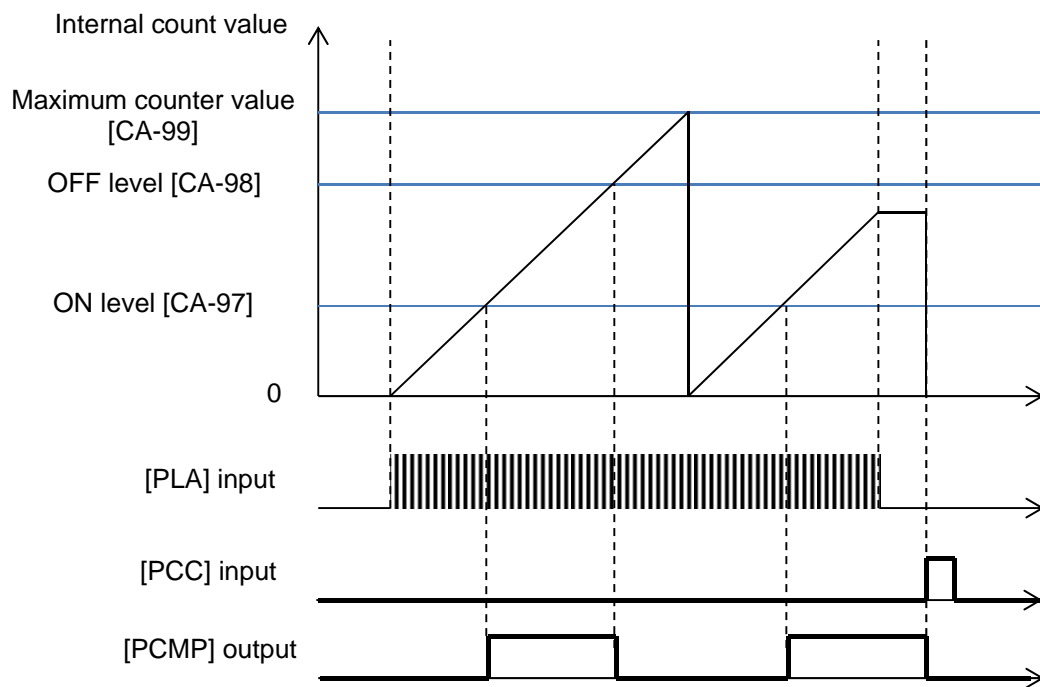 Internal count value
Maximum counter value
[CA-99]
OFF level [CA-98]
ON level [CA-97]
0
[PLA] input
[PCC] input
[PCMP] output